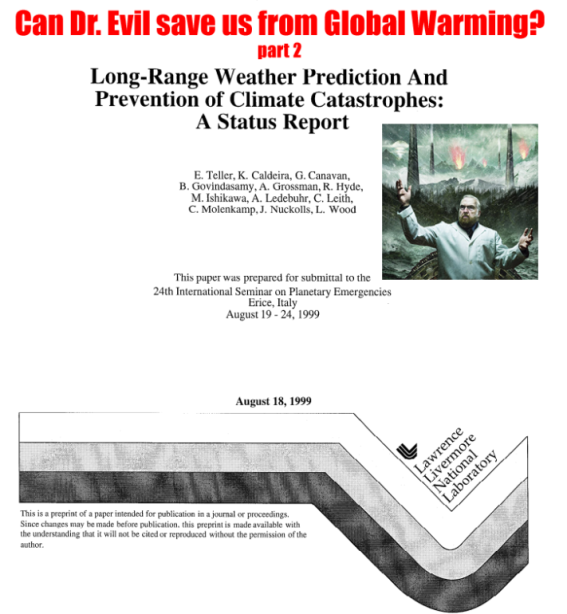 Can Dr. Evil save us from Global Warming?
part 2
Long-Range Weather Prediction And
Prevention of Climate Catastrophes:
A Status Report
E. Teller, K. Caldeira, G. Canavan,
B. Govindasamy, A. Grossman, R. Hyde,
M. Ishikawa, A. Ledebuhr, C. Leith,
C. Molenkamp, J. Nuckolls, L. Wood
This paper was prepared for submittal to the
24th International Seminar on Planetary Emergencies
Erice, Italy
August 19 - 24, 1999
August 18, 1999
Lawrence
Livermore
National
Laboratory
This is a preprint of a paper intended for publication in a journal or proceedings.
Since changes may be made before publication, this preprint is made available with
the understanding that it will not be cited or reproduced without the permission of the
author.